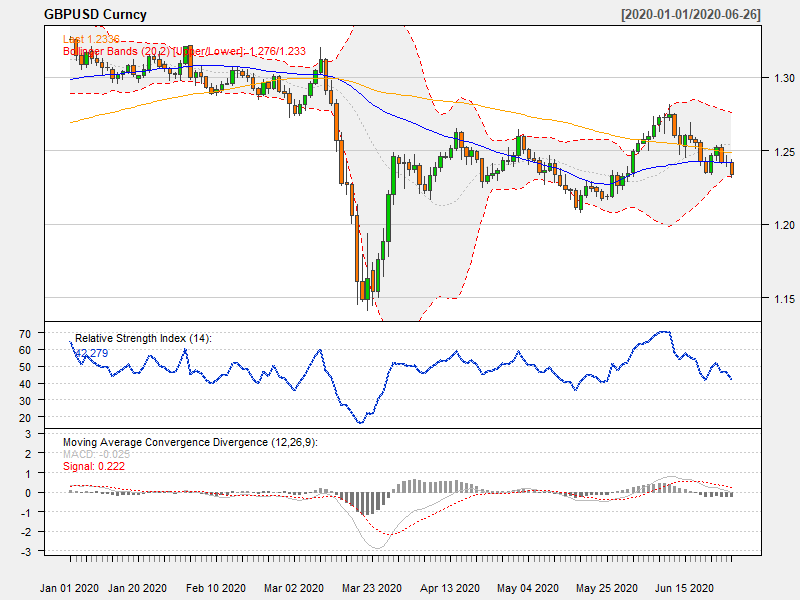 GBPUSD Curncy [2020-01-01/2020-06-26]
Last 1.2336
Bollinger Bands (20,2) [Upper/Lower]: 1.276/1.233
1.30
1.25
1.20
1.15
Relative Strength Index (14):
42.279
70
60
50
40
30
20
Moving Average Convergence Divergence (12,26,9):
MACD: -0.025
Signal: 0.222
3
2
1
0
-1
-2
-3
Jan 01 2020 Jan 20 2020 Feb 10 2020 Mar 02 2020 Mar 23 2020 Apr 13 2020 May 04 2020 May 25 2020 Jun 15 2020